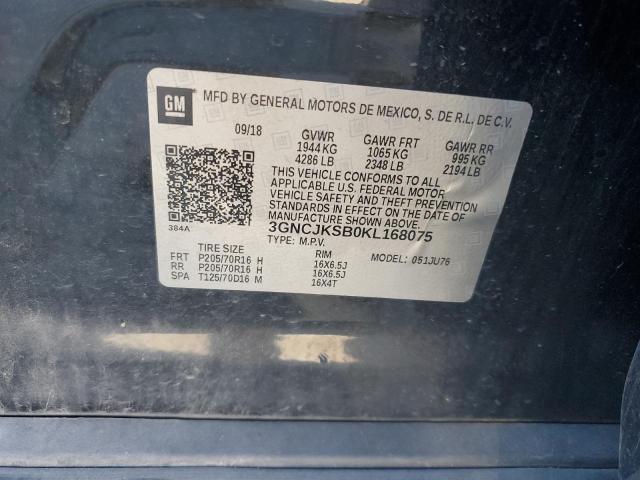 GM MFD BY GENERAL MOTORS DE MEXICO, S. DE R.L. DE C.V.
09/18 GVWR GAWR FRT GAWR RR
1944 KG 1065 KG 995 KG
4286 LB 2348 LB 2194 LB
THIS VEHICLE CONFORMS TO ALL
APPLICABLE U.S. FEDERAL MOTOR
VEHICLE SAFETY AND THEFT PREVENTION
STANDARDS IN EFFECT ON THE DATE OF
MANUFACTURE SHOWN ABOVE.
384A
3GNCJKSB0KL168075
TYPE: M.P.V. MODEL: 051JU76
TIRE SIZE RIM
FRT P205/70R16 H 16X6.5J
RR P205/70R16 H 16X6.5J
SPA T125/70D16 M 16X4T